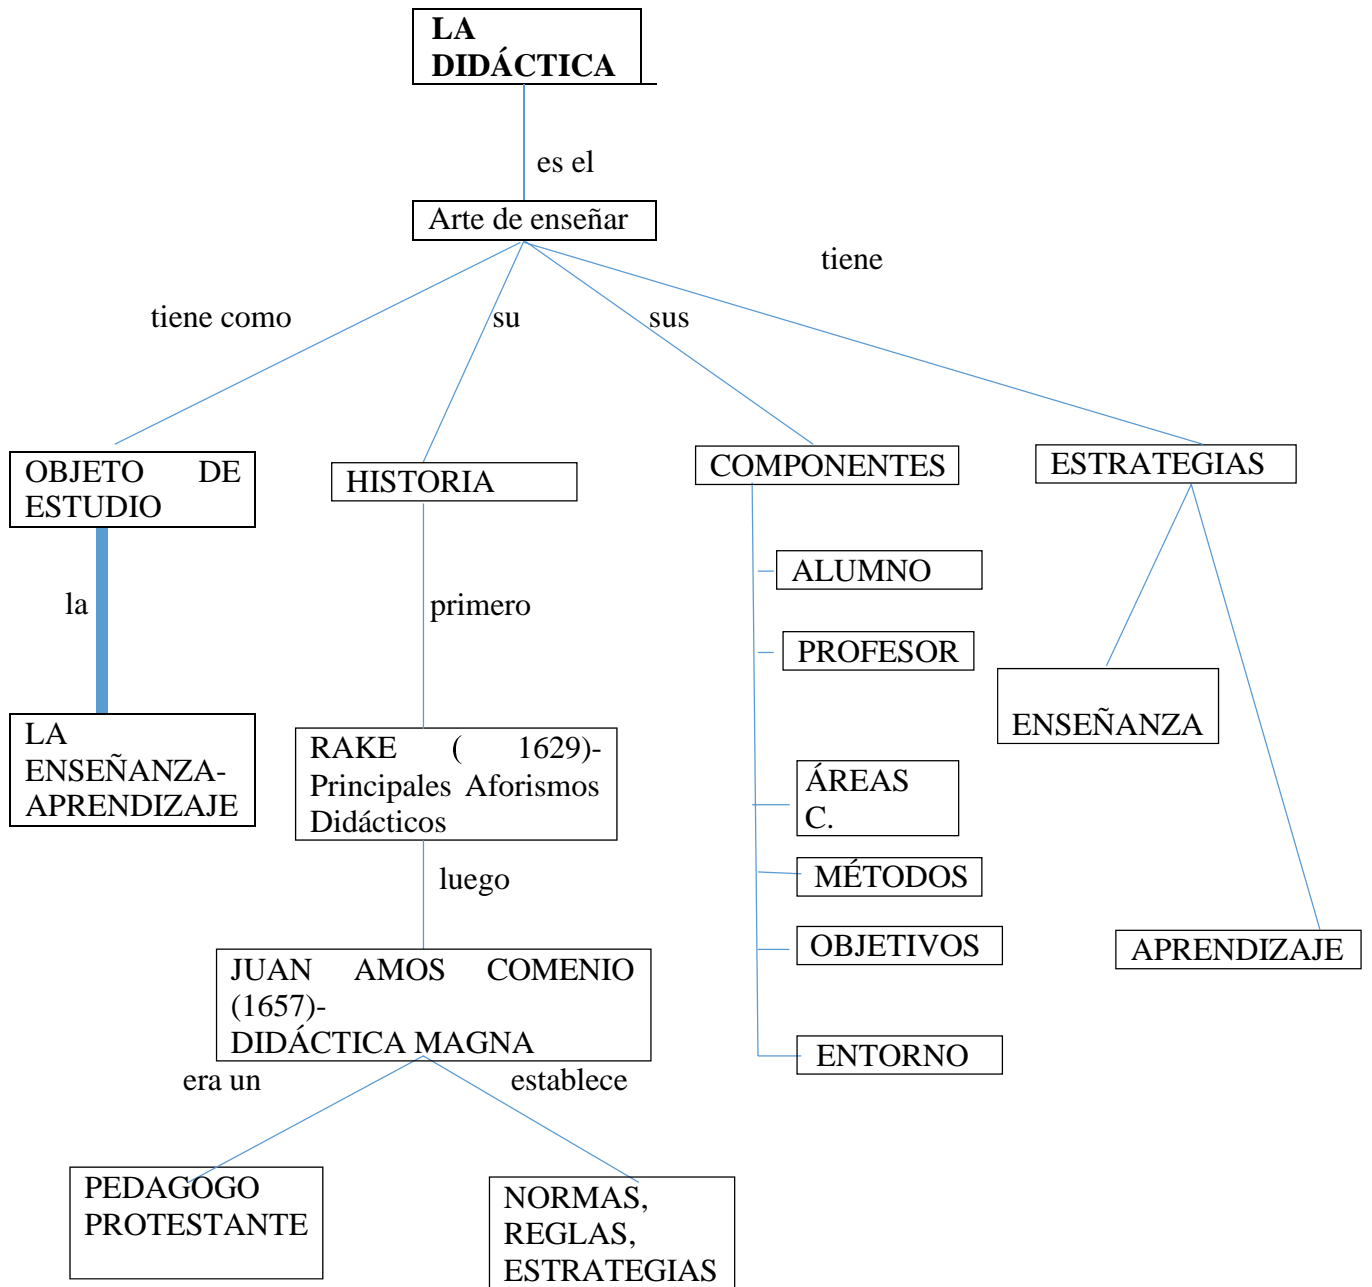 LA
DIDÁCTICA
es el
Arte de enseñar
tiene
tiene como
su
sus
OBJETO DE
ESTUDIO
HISTORIA
COMPONENTES
ESTRATEGIAS
la
primero
ALUMNO
PROFESOR
ENSEÑANZA
LA
ENSEÑANZA-
APRENDIZAJE
RAKE ( 1629)-
Principales Aforismos
Didácticos
ÁREAS
C.
MÉTODOS
luego
OBJETIVOS
APRENDIZAJE
JUAN AMOS COMENIO
(1657)-
DIDÁCTICA MAGNA
ENTORNO
era un
establece
PEDAGOGO
PROTESTANTE
NORMAS,
REGLAS,
ESTRATEGIAS